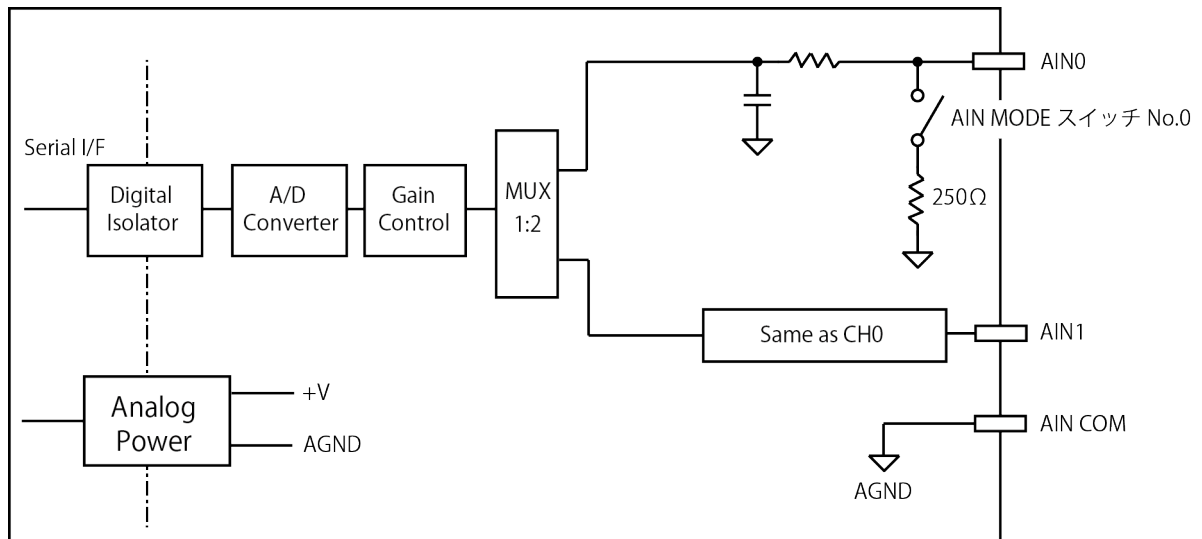 AIN0
AIN MODE スイッチ No.0
Serial I/F
Digital
Isolator
A/D
Converter
Gain
Control
MUX
1:2
250Ω
Same as CH0
AIN1
Analog
Power
+V
AGND
AIN COM
AGND